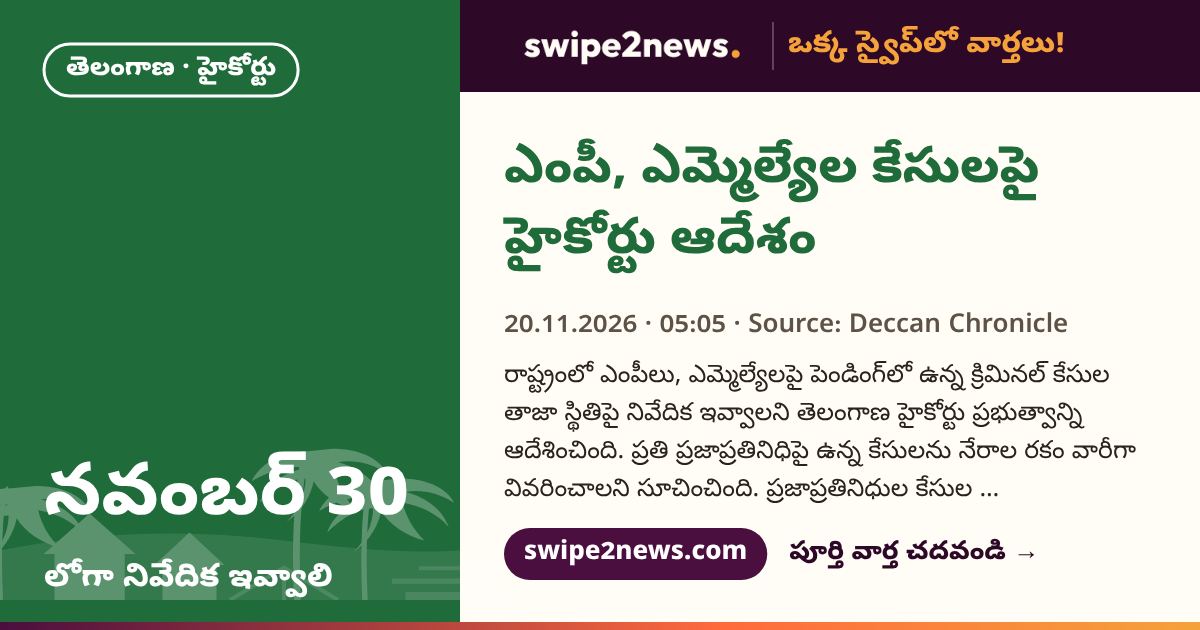 తెలంగాణ · హైకోర్టు
నవంబర్ 30
లోగా నివేదిక ఇవ్వాలి
swipe2news.
ఒక్క స్వైప్‌లో వార్తలు!
ఎంపీ, ఎమ్మెల్యేల కేసులపై
హైకోర్టు ఆదేశం
20.11.2026 · 05:05 · Source: Deccan Chronicle
రాష్ట్రంలో ఎంపీలు, ఎమ్మెల్యేలపై పెండింగ్‌లో ఉన్న క్రిమినల్ కేసుల
తాజా స్థితిపై నివేదిక ఇవ్వాలని తెలంగాణ హైకోర్టు ప్రభుత్వాన్ని
ఆదేశించింది. ప్రతి ప్రజాప్రతినిధిపై ఉన్న కేసులను నేరాల రకం వారీగా
వివరించాలని సూచించింది. ప్రజాప్రతినిధుల కేసుల ...
swipe2news.com
పూర్తి వార్త చదవండి →